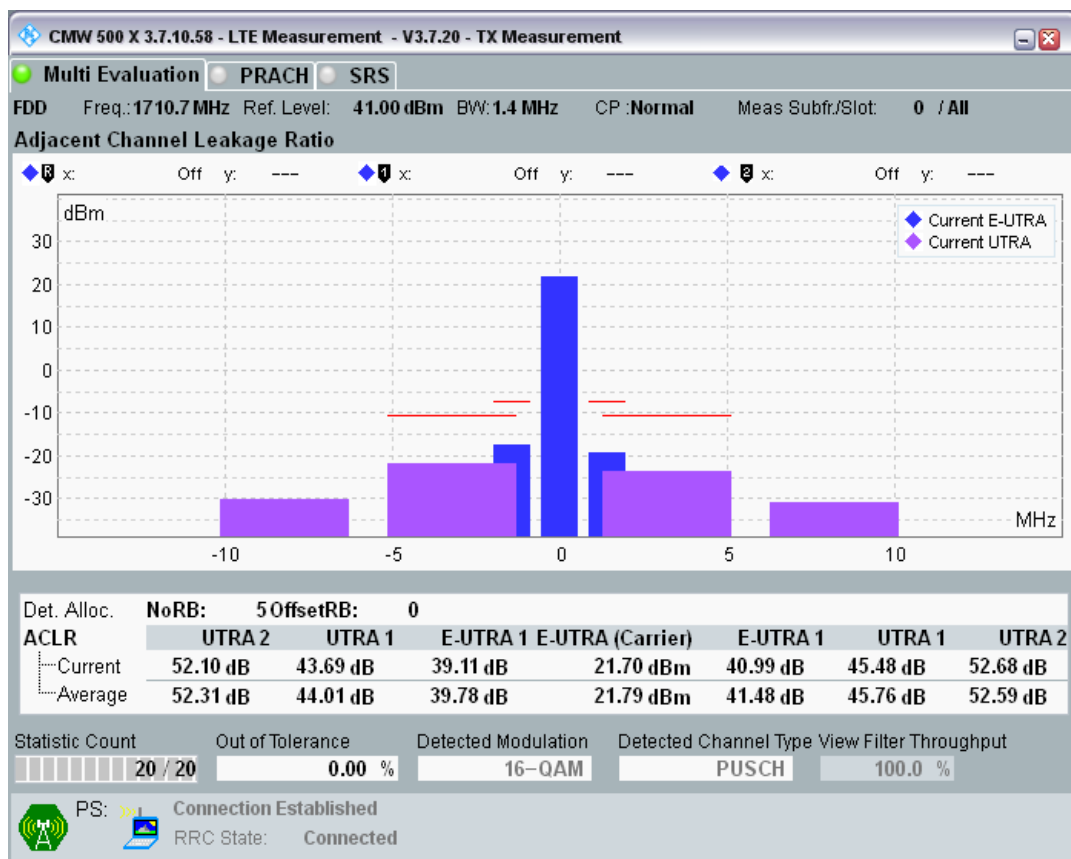 CMW 500 X 3.7.10.58 - LTE Measurement - V3.7.20 - TX Measurement
Multi Evaluation PRACH SRS
FDD Freq.: 1710.7 MHz Ref. Level: 41.00 dBm BW: 1.4 MHz CP :Normal Meas Subfr./Slot: 0 / All
Adjacent Channel Leakage Ratio
R x: Off y: --- 1 x: Off y: --- 2 x: Off y: ---
dBm
Current E-UTRA
Current UTRA
30
20
10
0
-10
-20
-30
MHz
-10 -5 0 5 10
Det. Alloc. NoRB: 5 OffsetRB: 0
ACLR UTRA 2 UTRA 1 E-UTRA 1 E-UTRA (Carrier) E-UTRA 1 UTRA 1 UTRA 2
Current 52.10 dB 43.69 dB 39.11 dB 21.70 dBm 40.99 dB 45.48 dB 52.68 dB
Average 52.31 dB 44.01 dB 39.78 dB 21.79 dBm 41.48 dB 45.76 dB 52.59 dB
Statistic Count Out of Tolerance Detected Modulation Detected Channel Type View Filter Throughput
20 / 20 0.00 % 16-QAM PUSCH 100.0 %
PS: Connection Established
RRC State: Connected